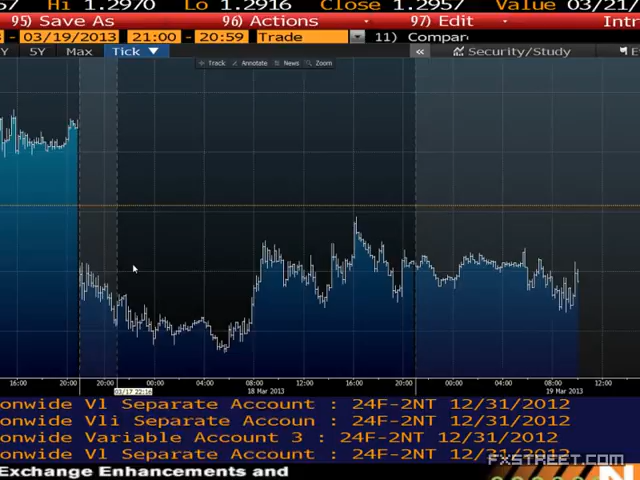 Hi 1.2970 Lo 1.2916 Close 1.2957 Value 03/21/
95) Save As 96) Actions 97) Edit Intr
03/19/2013 21:00 - 20:59 Trade 11) Compar
Y 5Y Max Tick « Security/Study E
Track Annotate News Zoom
16:00 20:00 20:00 00:00 04:00 08:00 12:00 16:00 20:00 00:00 04:00 08:00 12:00
03/17 22:16 18 Mar 2013 19 Mar 2013
onwide Vl Separate Account : 24F-2NT 12/31/2012
onwide Vli Separate Accoun : 24F-2NT 12/31/2012
onwide Variable Account 3 : 24F-2NT 12/31/2012
onwide Vl Separate Account : 24F-2NT 12/31/2012
FXSTREET.COM
Exchange Enhancements and